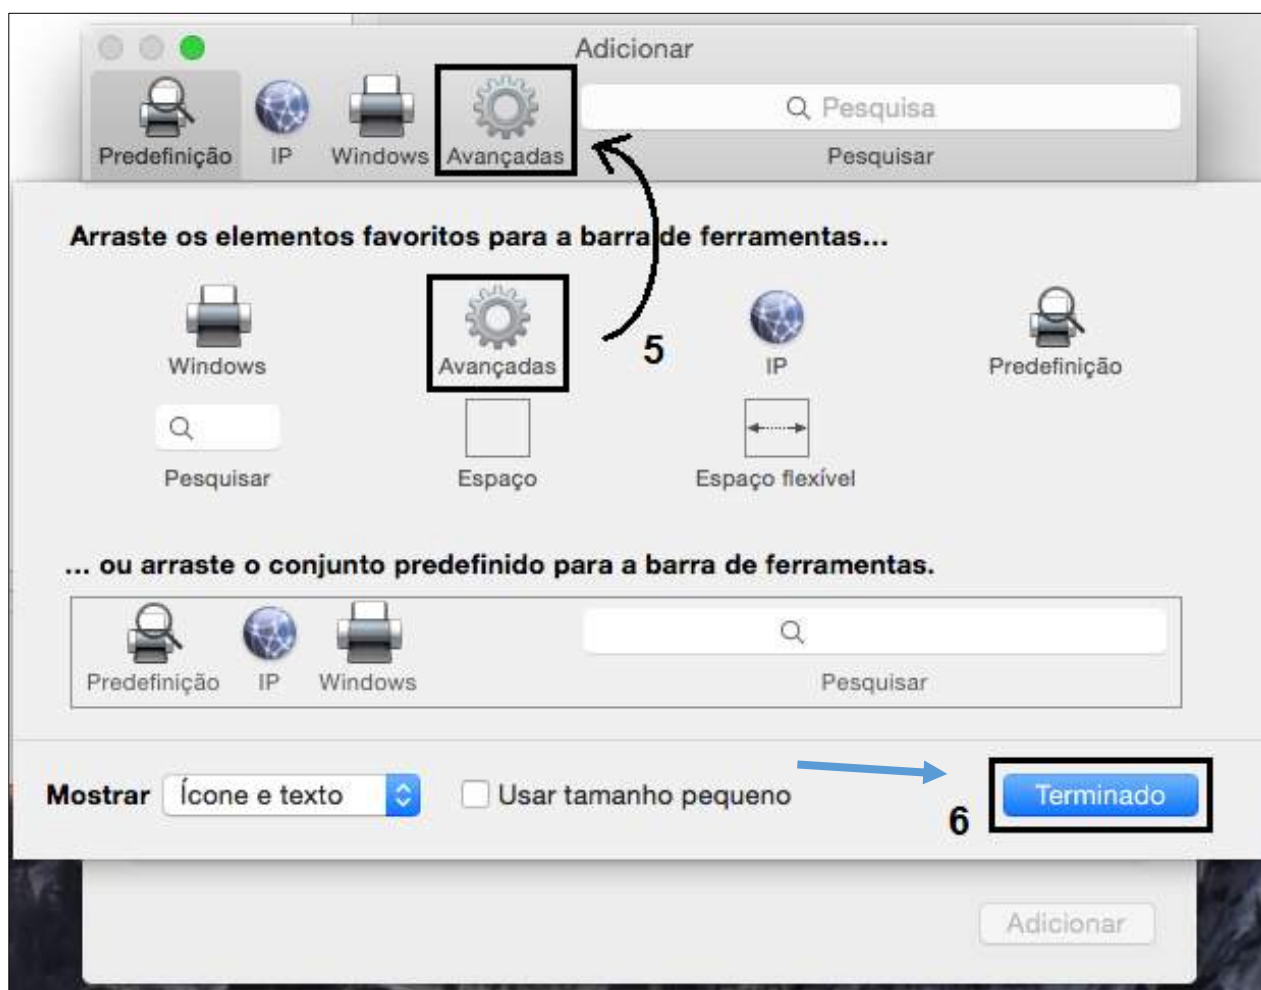 Adicionar
Pesquisa
Predefinição IP Windows Avançadas Pesquisar
Arraste os elementos favoritos para a barra de ferramentas...
Windows Avançadas 5 IP Predefinição
Pesquisar Espaço Espaço flexível
... ou arraste o conjunto predefinido para a barra de ferramentas.
Predefinição IP Windows Pesquisar
Mostrar Ícone e texto Usar tamanho pequeno 6 Terminado
Adicionar